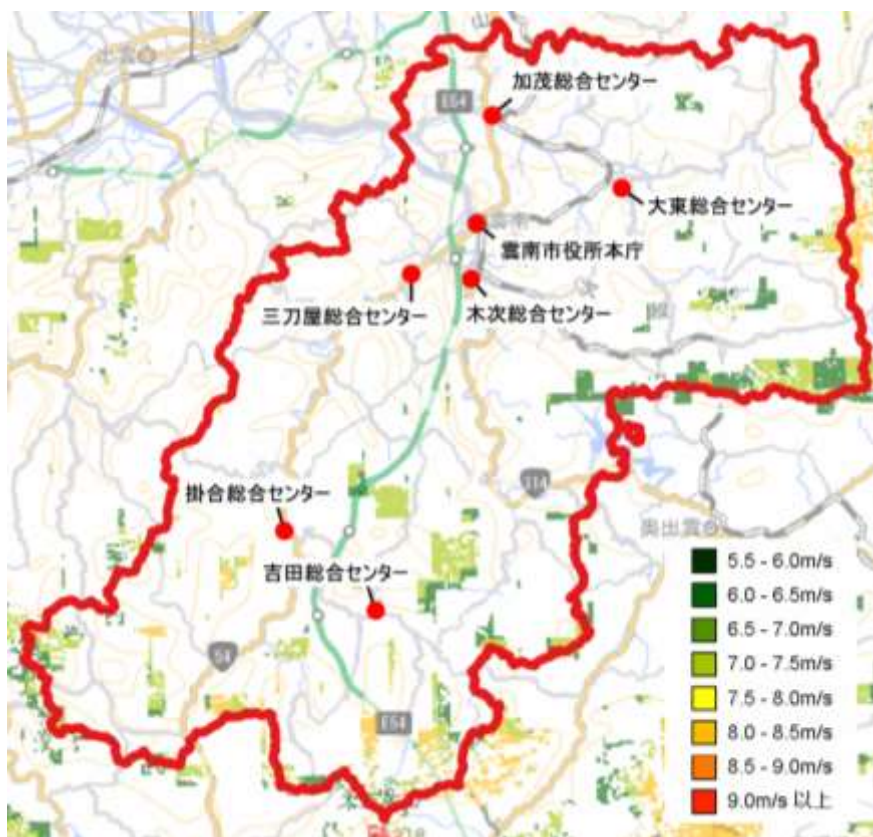 出雲
E54
加茂総合センター
大東総合センター
雲南市役所本庁
三刀屋総合センター
木次総合センター
314
掛合総合センター
奥出雲
吉田総合センター
54
E54
5.5 - 6.0m/s
6.0 - 6.5m/s
6.5 - 7.0m/s
7.0 - 7.5m/s
7.5 - 8.0m/s
8.0 - 8.5m/s
8.5 - 9.0m/s
9.0m/s 以上